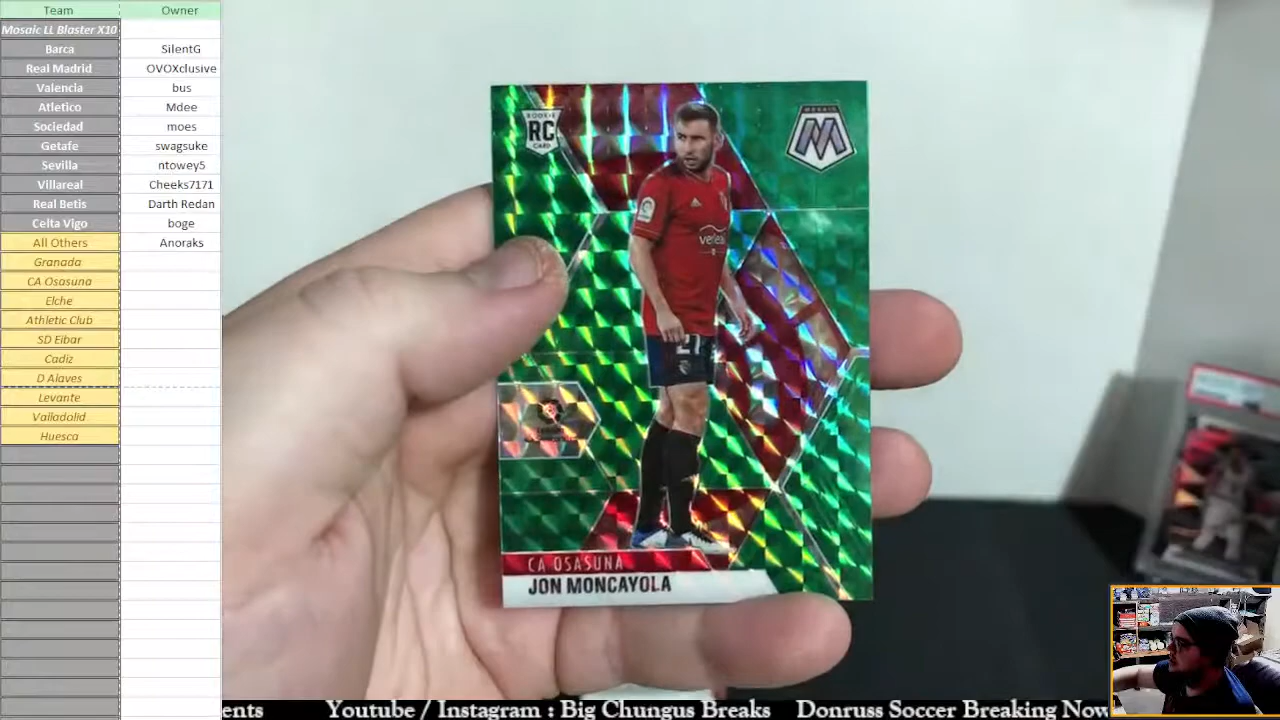 Team Owner
Mosaic LL Blaster X10
Barca SilentG
Real Madrid OVOXclusive
Valencia bus
Atletico Mdee
Sociedad moes
Getafe swagsuke
Sevilla ntowey5
Villareal Cheeks7171
Real Betis Darth Redan
Celta Vigo boge
All Others Anoraks
Granada
CA Osasuna
Elche
Athletic Club
SD Eibar
Cadiz
D Alaves
Levante
Valladolid
Huesca
ROOKIE
RC
CARD
MOSAIC
M
verleal
21
CA OSASUNA
JON MONCAYOLA
ents Youtube / Instagram : Big Chungus Breaks Donruss Soccer Breaking Now